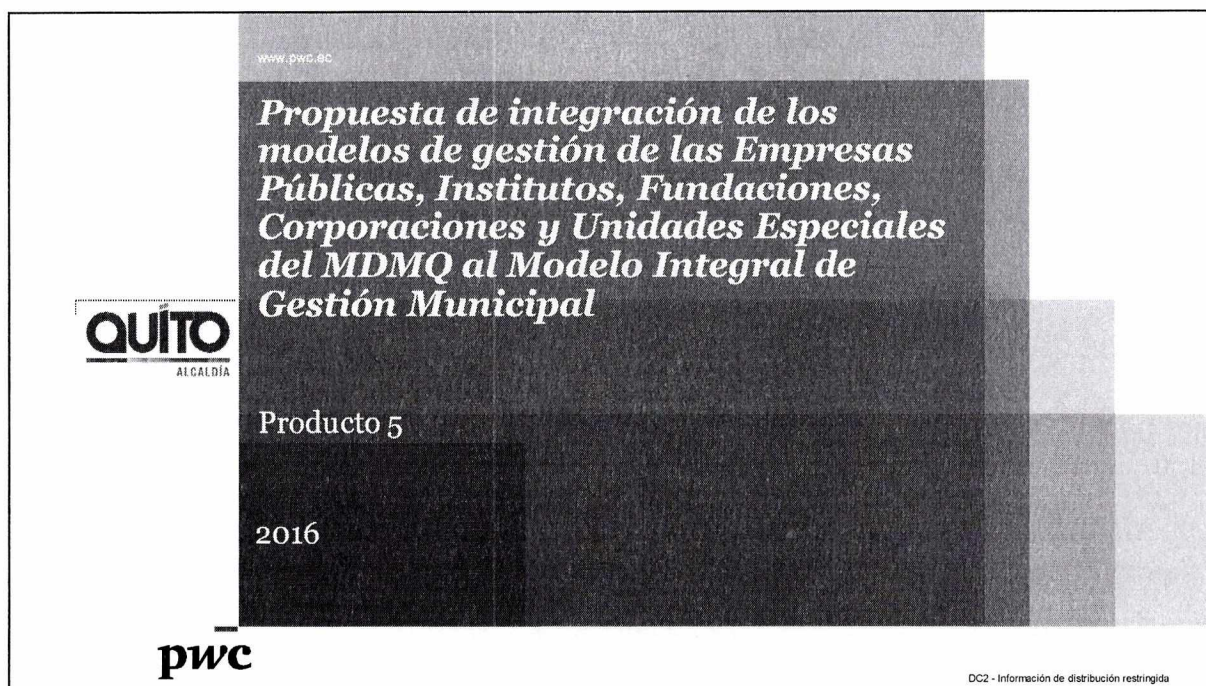 www.pwc.ec
Propuesta de integración de los
modelos de gestión de las Empresas
Públicas, Institutos, Fundaciones,
Corporaciones y Unidades Especiales
del MDMQ al Modelo Integral de
Gestión Municipal
QUITO
ALCALDÍA
Producto 5
2016
pwc
DC2 - Información de distribución restringida